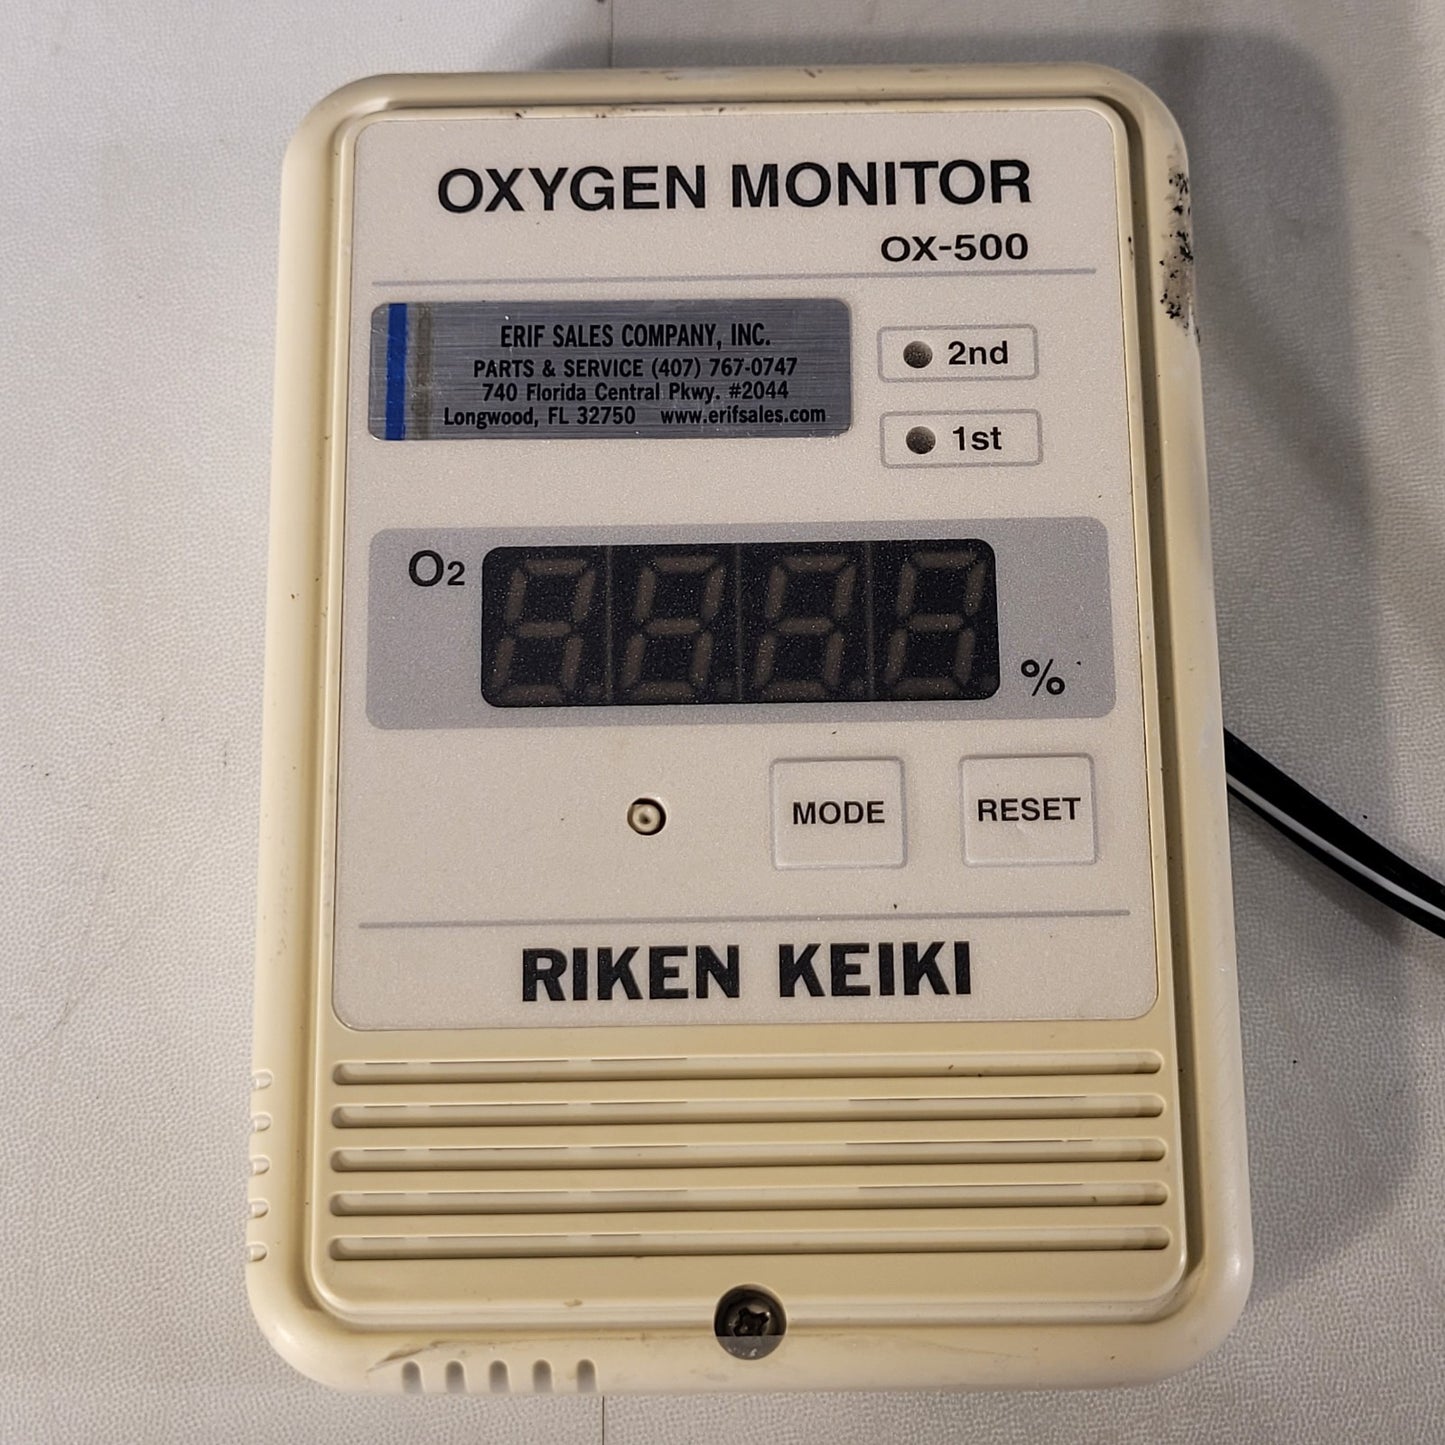 OXYGEN MONITOR
OX-500
ERIF SALES COMPANY, INC.
PARTS & SERVICE (407) 767-0747
740 Florida Central Pkwy. #2044
Longwood, FL 32750 www.erifsales.com
2nd
1st
O2
%
MODE
RESET
RIKEN KEIKI